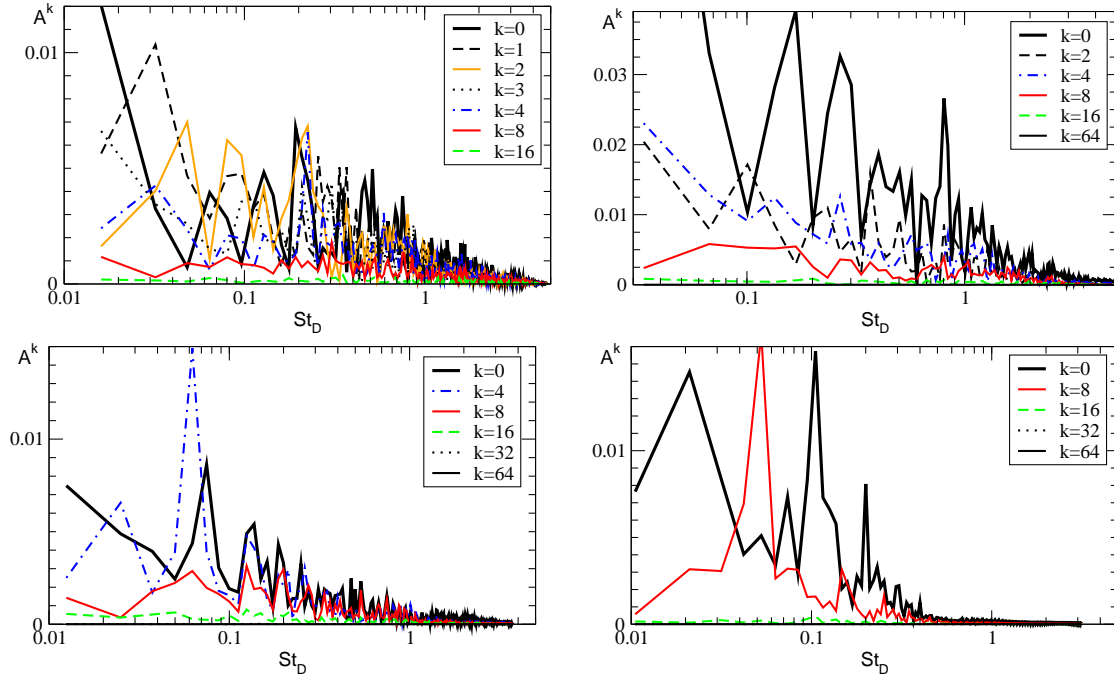 A^k
0.01
0
0.01
0.1
1
St_D
k=0
k=1
k=2
k=3
k=4
k=8
k=16
A^k
0.03
0.02
0.01
0
0.1
1
St_D
k=0
k=2
k=4
k=8
k=16
k=64
A^k
0.01
0
0.01
0.1
1
St_D
k=0
k=4
k=8
k=16
k=32
k=64
A^k
0.01
0
0.01
0.1
1
St_D
k=0
k=8
k=16
k=32
k=64